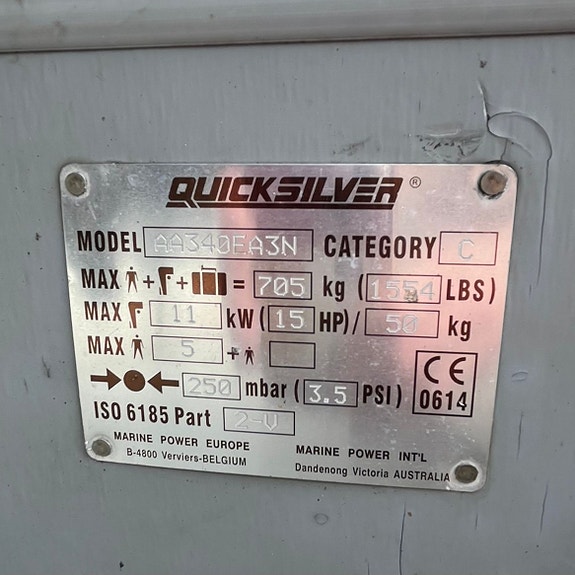 QUICKSILVER®
MODEL AA340EA3N CATEGORY C
MAX + + = 705 kg (1554 LBS)
MAX 11 kW (15 HP)/ 50 kg
MAX 5 +
250 mbar (3.5 PSI)
CE
0614
ISO 6185 Part 2-V
MARINE POWER EUROPE
B-4800 Verviers-BELGIUM
MARINE POWER INT'L
Dandenong Victoria AUSTRALIA